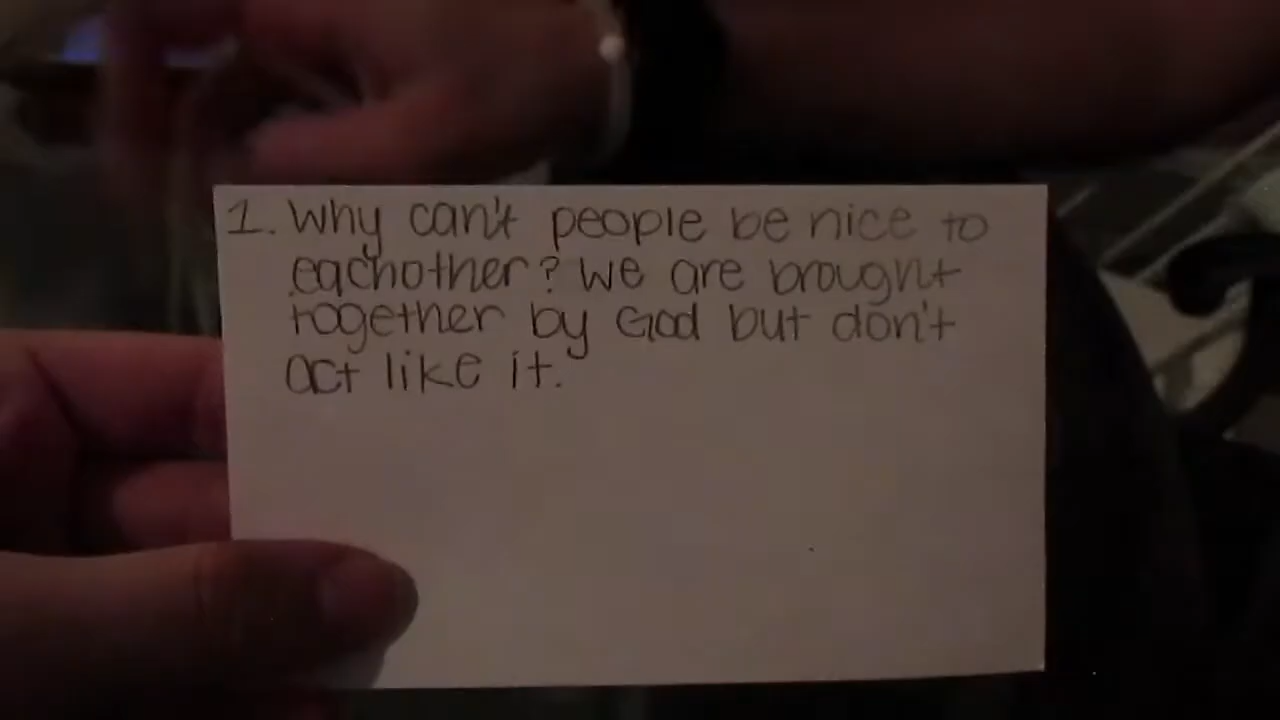 1. Why can't people be nice to
eachother? We are brought
together by God but don't
act like it.